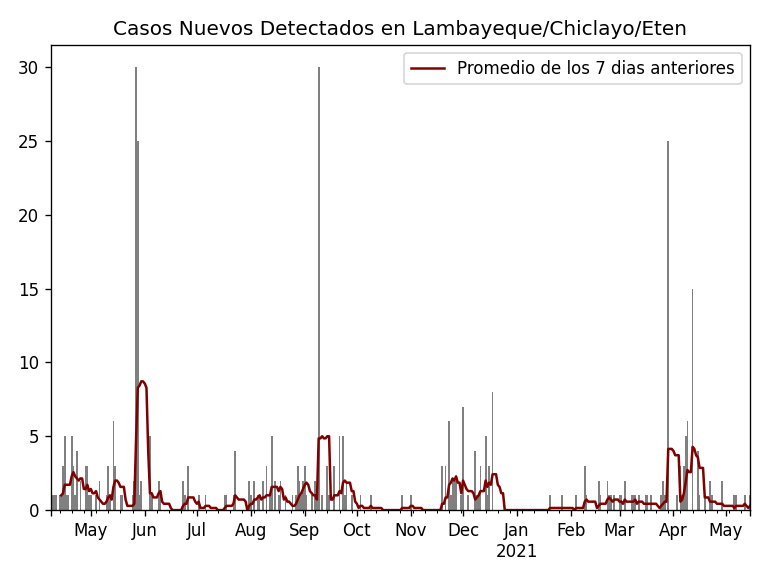 Casos Nuevos Detectados en Lambayeque/Chiclayo/Eten
Promedio de los 7 dias anteriores
30
25
20
15
10
5
0
May Jun Jul Aug Sep Oct Nov Dec Jan Feb Mar Apr May
2021